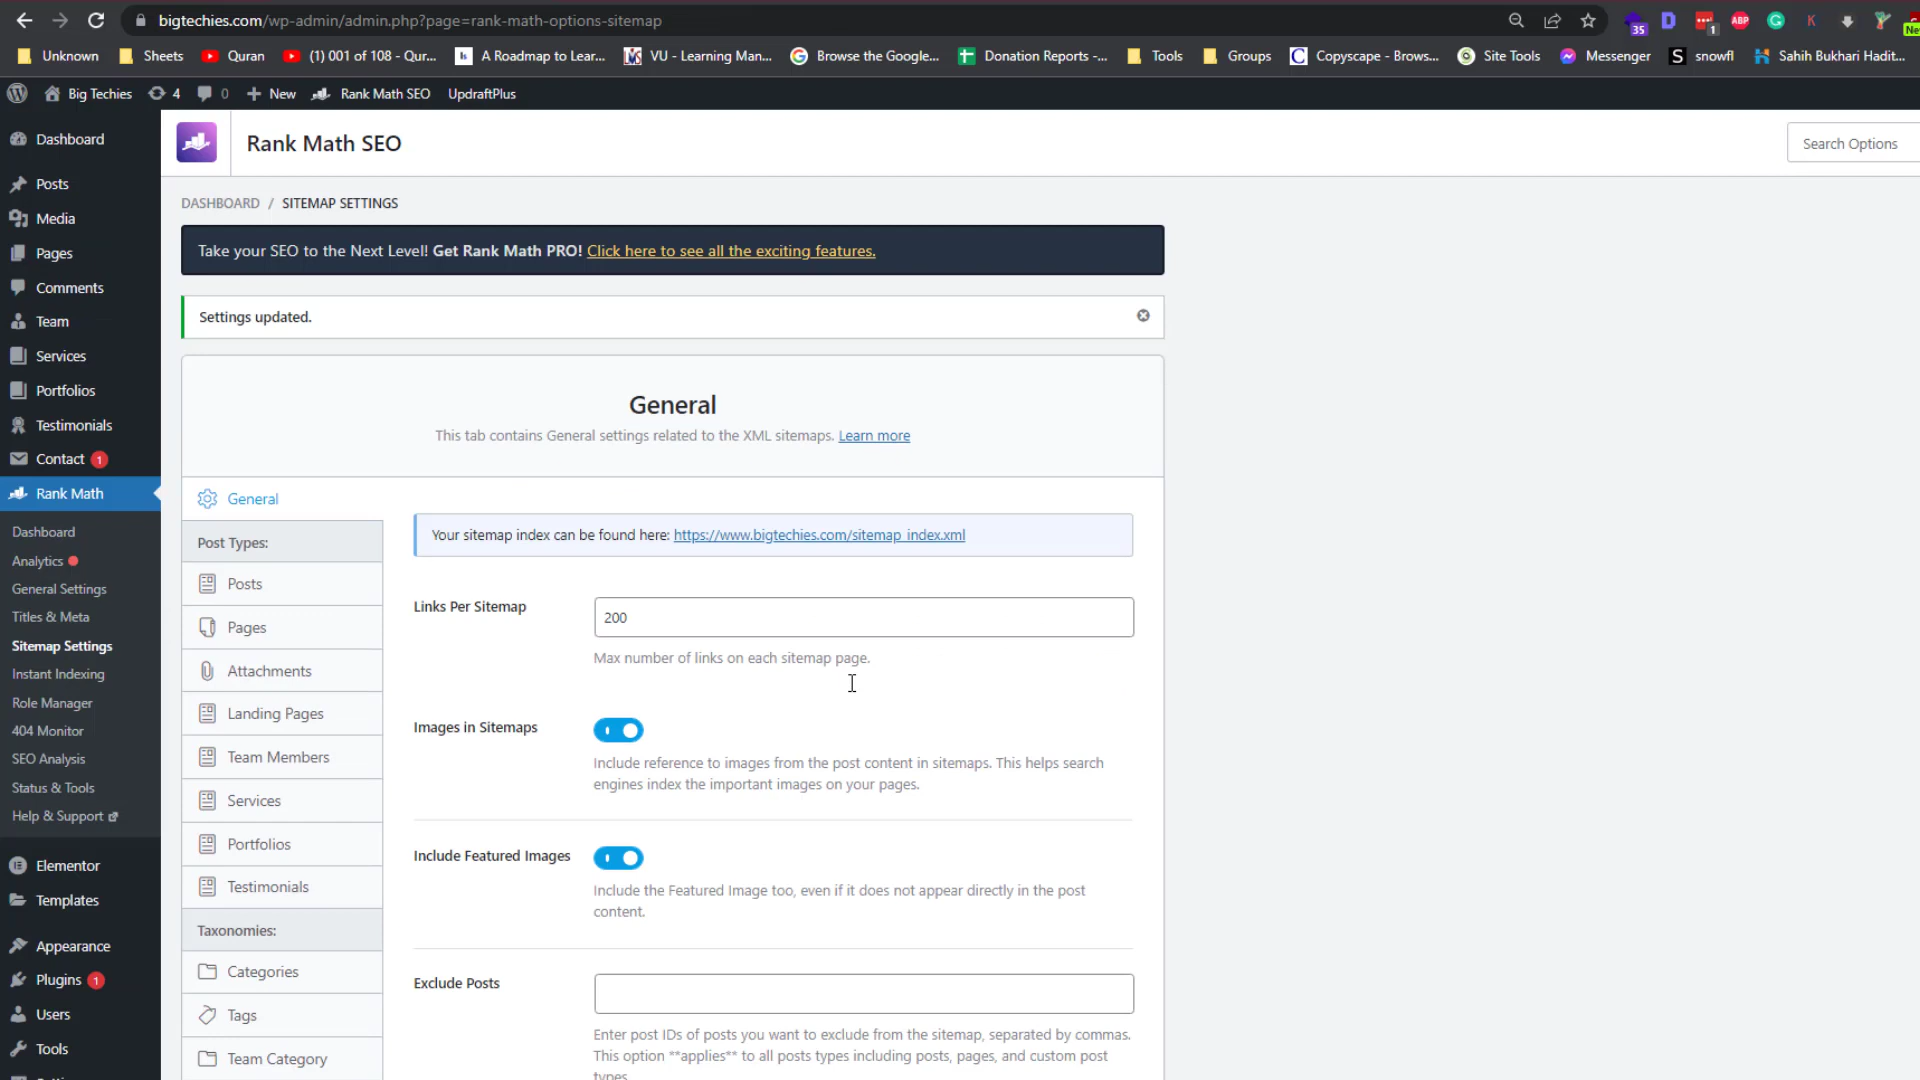 bigtechies.com/wp-admin/admin.php?page=rank-math-options-sitemap
35
D
1
ABP
K
Ne
Unknown
Sheets
Quran
(1) 001 of 108 - Qur...
A Roadmap to Lear...
VU - Learning Man...
Browse the Google...
Donation Reports -...
Tools
Groups
Copyscape - Brows...
Site Tools
Messenger
S snowfl
Sahih Bukhari Hadit...
Big Techies
4
0
New
Rank Math SEO
UpdraftPlus
Dashboard
Posts
Media
Pages
Comments
Team
Services
Portfolios
Testimonials
Contact 1
Rank Math
Dashboard
Analytics
General Settings
Titles & Meta
Sitemap Settings
Instant Indexing
Role Manager
404 Monitor
SEO Analysis
Status & Tools
Help & Support
Elementor
Templates
Appearance
Plugins 1
Users
Tools
Rank Math SEO
Search Options
DASHBOARD / SITEMAP SETTINGS
Take your SEO to the Next Level! Get Rank Math PRO! Click here to see all the exciting features.
Settings updated.
General
This tab contains General settings related to the XML sitemaps. Learn more
General
Post Types:
Posts
Pages
Attachments
Landing Pages
Team Members
Services
Portfolios
Testimonials
Taxonomies:
Categories
Tags
Team Category
Your sitemap index can be found here: https://www.bigtechies.com/sitemap_index.xml
Links Per Sitemap
200
Max number of links on each sitemap page.
Images in Sitemaps
Include reference to images from the post content in sitemaps. This helps search
engines index the important images on your pages.
Include Featured Images
Include the Featured Image too, even if it does not appear directly in the post
content.
Exclude Posts
Enter post IDs of posts you want to exclude from the sitemap, separated by commas.
This option **applies** to all posts types including posts, pages, and custom post
types.